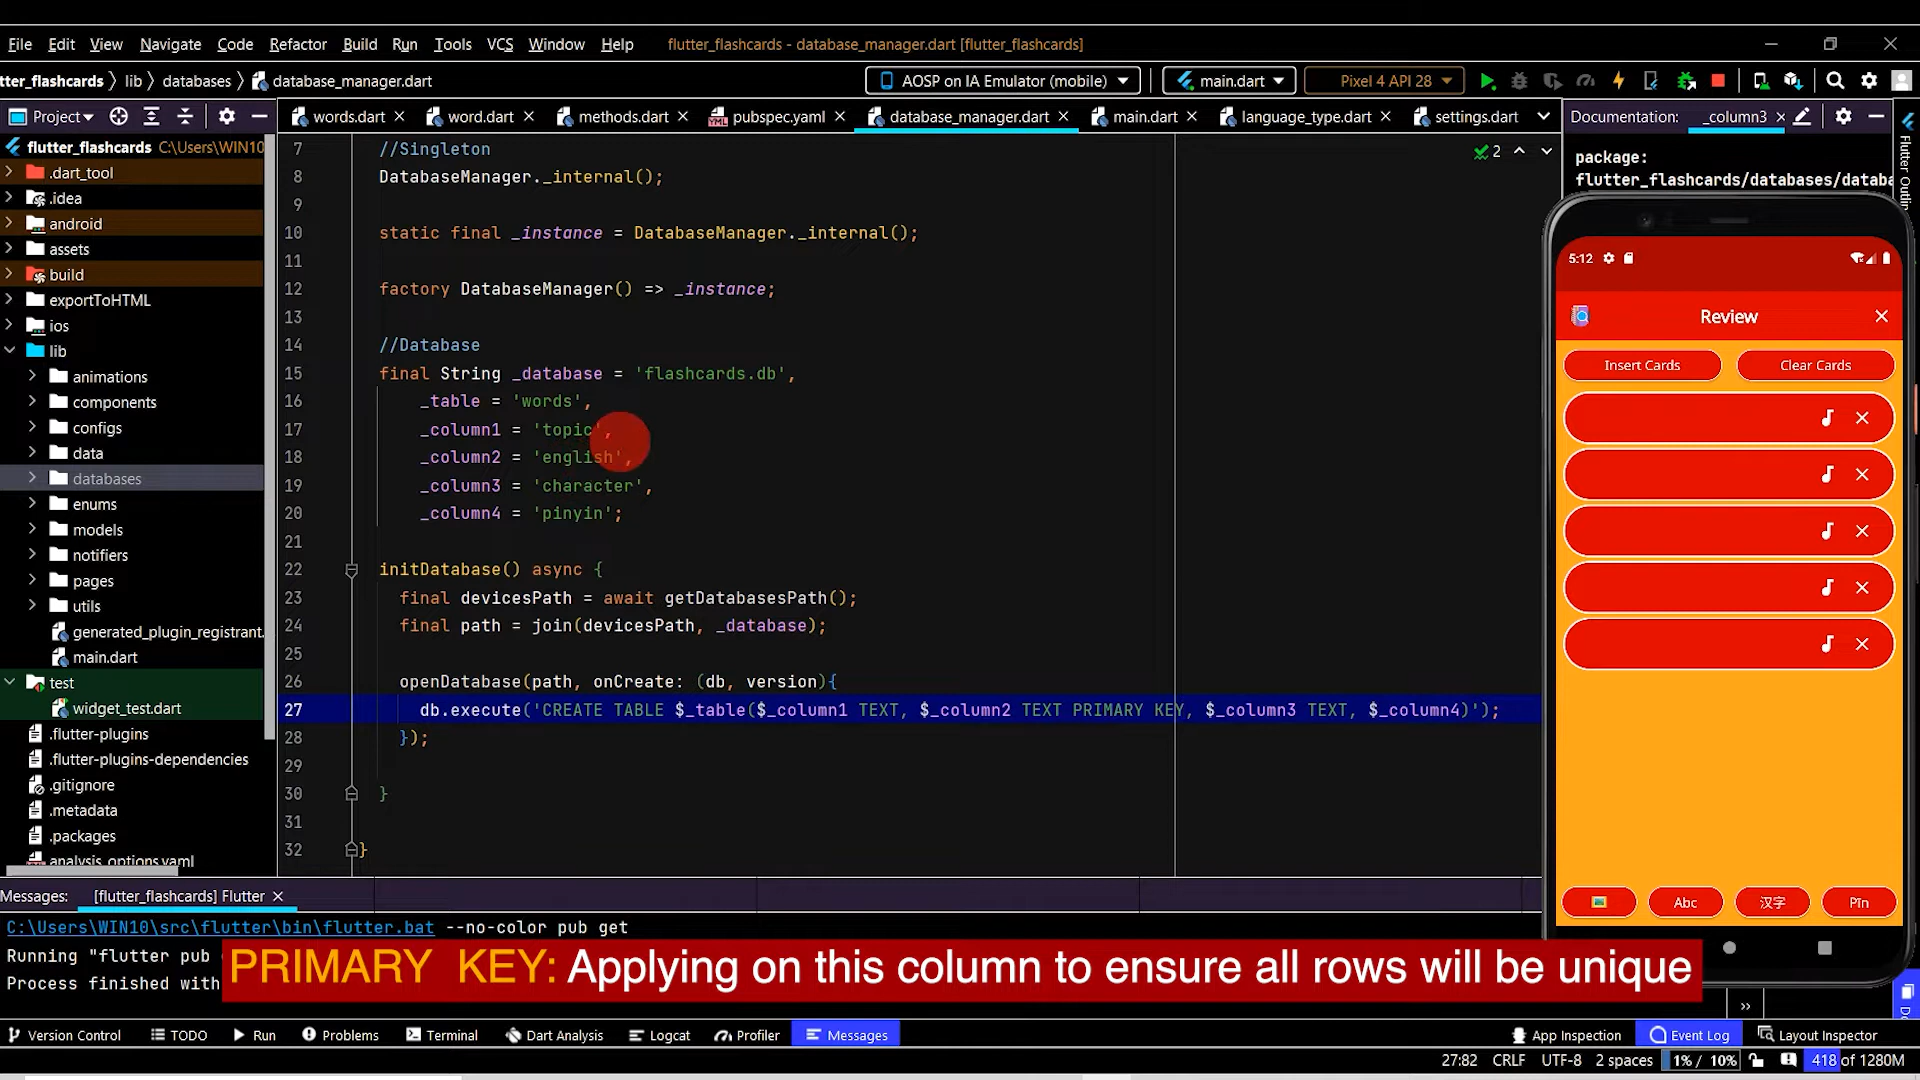 File Edit View Navigate Code Refactor Build Run Tools VCS Window Help flutter_flashcards - database_manager.dart [flutter_flashcards]
tter_flashcards lib databases database_manager.dart
AOSP on IA Emulator (mobile) main.dart Pixel 4 API 28
Project
words.dart word.dart methods.dart pubspec.yaml database_manager.dart main.dart language_type.dart settings.dart
Documentation: _column3
flutter_flashcards C:\Users\WIN10
.dart_tool
.idea
android
assets
build
exportToHTML
ios
lib
animations
components
configs
data
databases
enums
models
notifiers
pages
utils
generated_plugin_registrant.
main.dart
test
widget_test.dart
.flutter-plugins
.flutter-plugins-dependencies
.gitignore
.metadata
.packages
analysis_options.yaml
2
7 //Singleton
8 DatabaseManager._internal();
9
10 static final _instance = DatabaseManager._internal();
11
12 factory DatabaseManager() => _instance;
13
14 //Database
15 final String _database = 'flashcards.db',
16 _table = 'words',
17 _column1 = 'topic',
18 _column2 = 'english',
19 _column3 = 'character',
20 _column4 = 'pinyin';
21
22 initDatabase() async {
23 final devicesPath = await getDatabasesPath();
24 final path = join(devicesPath, _database);
25
26 openDatabase(path, onCreate: (db, version){
27 db.execute('CREATE TABLE $_table($_column1 TEXT, $_column2 TEXT PRIMARY KEY, $_column3 TEXT, $_column4)');
28 });
29
30 }
31
32 }
package:
flutter_flashcards/databases/databa
Flutter Outlin
5:12
Review
Insert Cards Clear Cards
Abc 汉字 Pīn
Messages: [flutter_flashcards] Flutter
C:\Users\WIN10\src\flutter\bin\flutter.bat --no-color pub get
Running "flutter pub
Process finished with
PRIMARY KEY: Applying on this column to ensure all rows will be unique
Version Control TODO Run Problems Terminal Dart Analysis Logcat Profiler Messages App Inspection Event Log Layout Inspector
27:82 CRLF UTF-8 2 spaces 1% / 10% 418 of 1280M